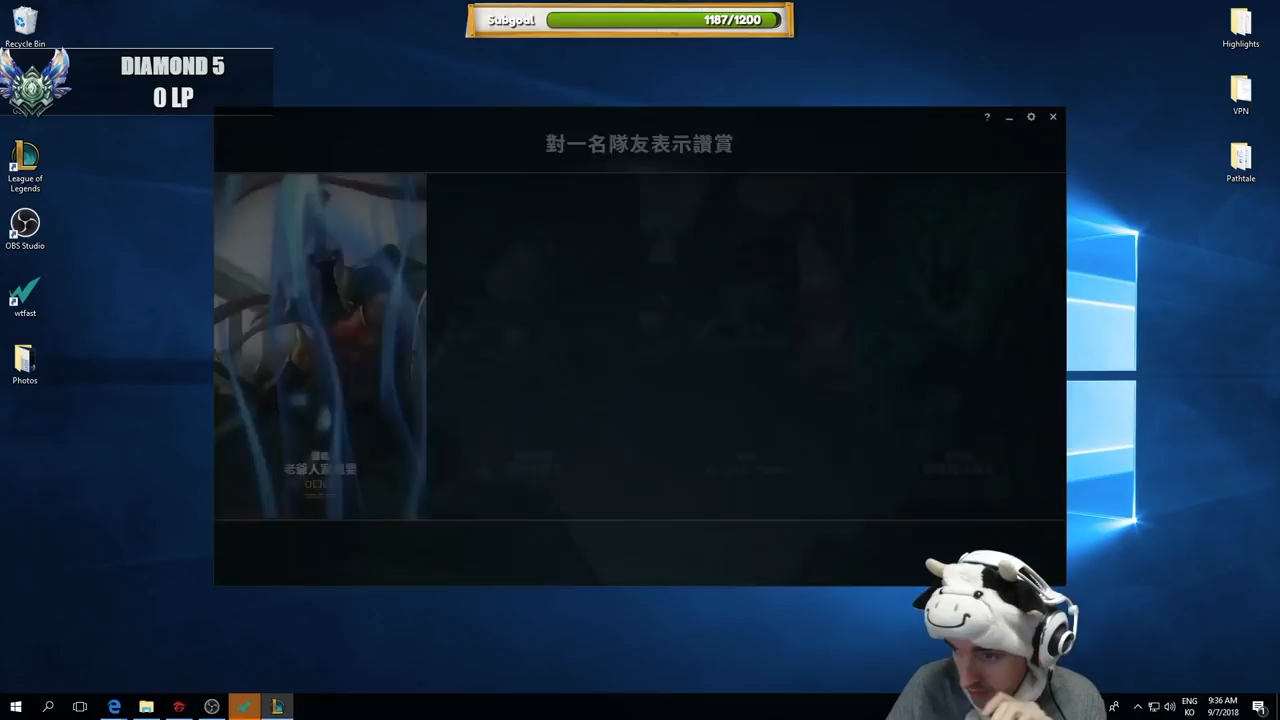 Subgoal
1187/1200
Recycle Bin
DIAMOND 5
0 LP
Highlights
VPN
Pathtale
League of
Legends
OBS Studio
wtfast
Photos
?
對一名隊友表示讚賞
ENG
KO
9:36 AM
9/7/2018